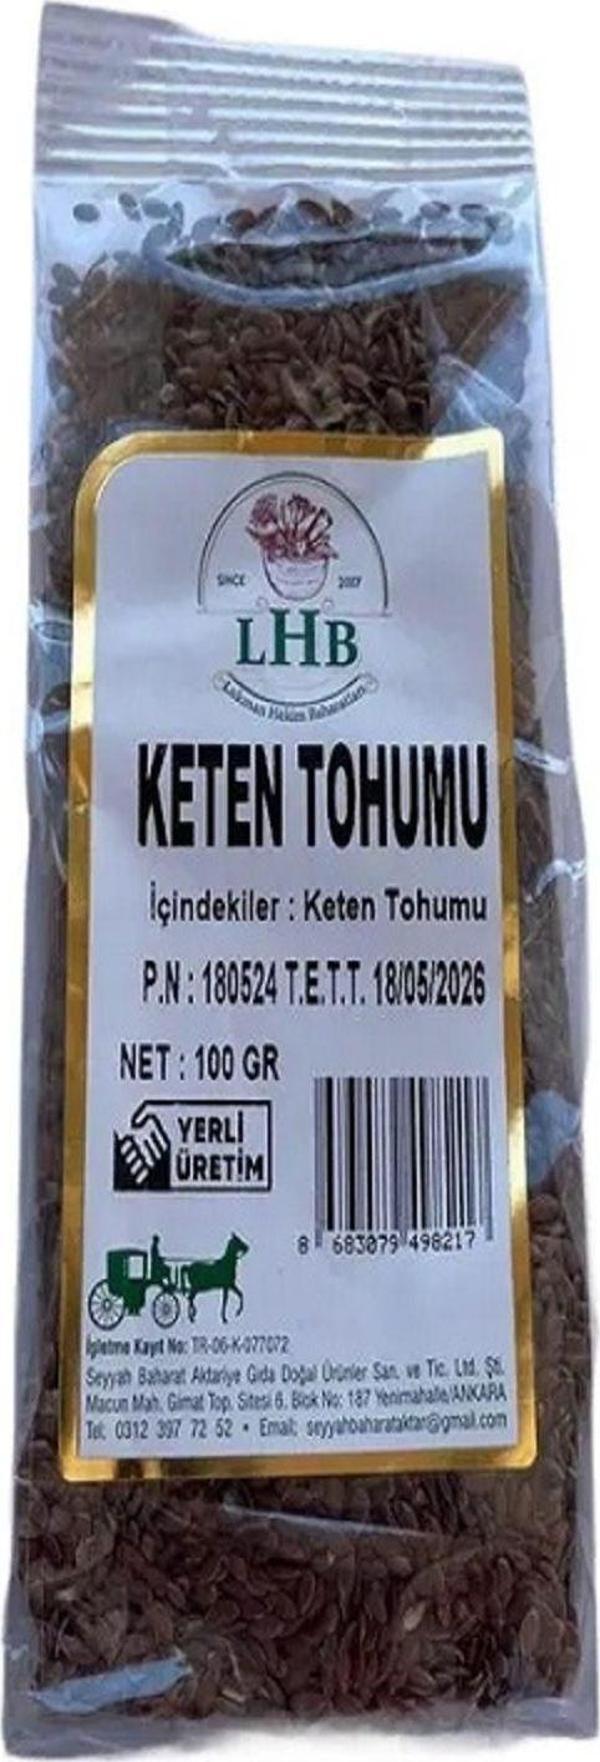 SINCE 2007
LHB
Lokman Hekim Baharatları
KETEN TOHUMU
İçindekiler : Keten Tohumu
P.N : 180524 T.E.T.T. 18/05/2026
NET : 100 GR
YERLİ
ÜRETİM
8 683079 498217
İşletme Kayıt No: TR-06-K-077072
Seyyah Baharat Aktariye Gıda Doğal Ürünler San. ve Tic. Ltd. Şti.
Macun Mah. Gimat Top. Sitesi 6. Blok No: 187 Yenimahalle/ANKARA
Tel: 0312 397 72 52 • Email: seyyahbaharataktar@gmail.com